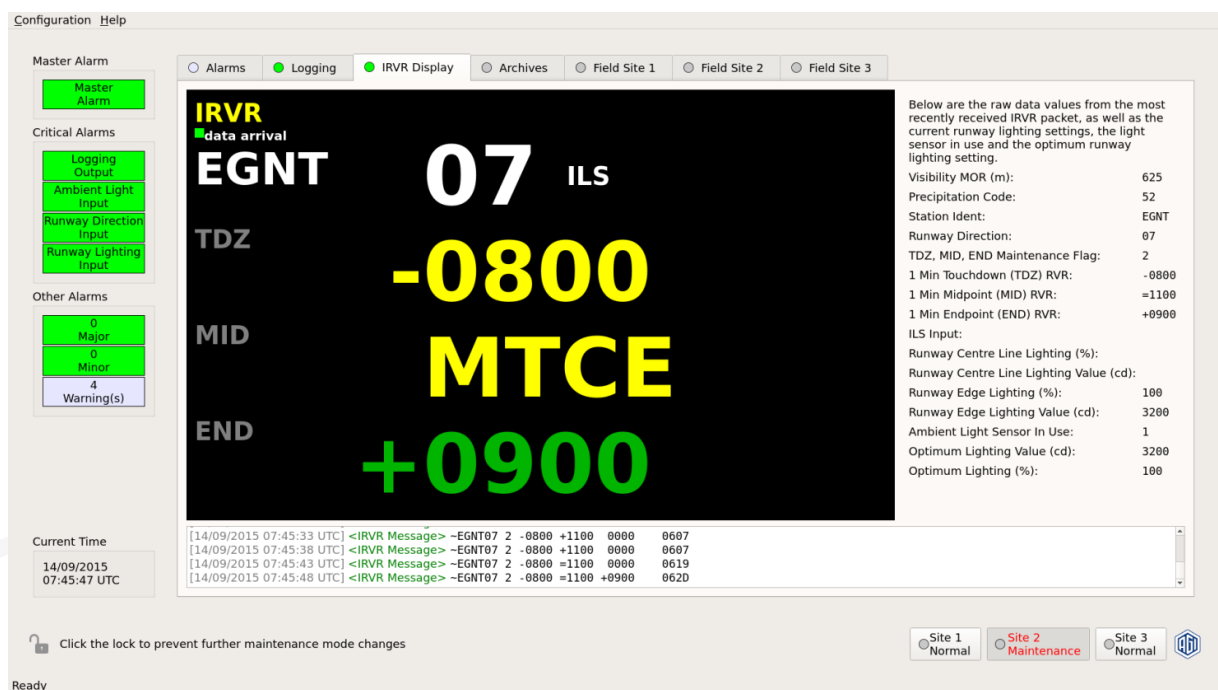 Configuration Help
Master Alarm
Master
Alarm
Critical Alarms
Logging
Output
Ambient Light
Input
Runway Direction
Input
Runway Lighting
Input
Other Alarms
0
Major
0
Minor
4
Warning(s)
Current Time
14/09/2015
07:45:47 UTC
Alarms Logging IRVR Display Archives Field Site 1 Field Site 2 Field Site 3
IRVR
data arrival
EGNT 07 ILS
TDZ
-0800
MID
MTCE
END
+0900
Below are the raw data values from the most
recently received IRVR packet, as well as the
current runway lighting settings, the light
sensor in use and the optimum runway
lighting setting.
Visibility MOR (m): 625
Precipitation Code: 52
Station Ident: EGNT
Runway Direction: 07
TDZ, MID, END Maintenance Flag: 2
1 Min Touchdown (TDZ) RVR: -0800
1 Min Midpoint (MID) RVR: =1100
1 Min Endpoint (END) RVR: +0900
ILS Input:
Runway Centre Line Lighting (%):
Runway Centre Line Lighting Value (cd):
Runway Edge Lighting (%): 100
Runway Edge Lighting Value (cd): 3200
Ambient Light Sensor In Use: 1
Optimum Lighting Value (cd): 3200
Optimum Lighting (%): 100
[14/09/2015 07:45:33 UTC] <IRVR Message> ~EGNT07 2 -0800 +1100 0000 0607
[14/09/2015 07:45:38 UTC] <IRVR Message> ~EGNT07 2 -0800 +1100 0000 0607
[14/09/2015 07:45:43 UTC] <IRVR Message> ~EGNT07 2 -0800 =1100 0000 0619
[14/09/2015 07:45:48 UTC] <IRVR Message> ~EGNT07 2 -0800 =1100 +0900 062D
Click the lock to prevent further maintenance mode changes
Site 1
Normal
Site 2
Maintenance
Site 3
Normal
Ready